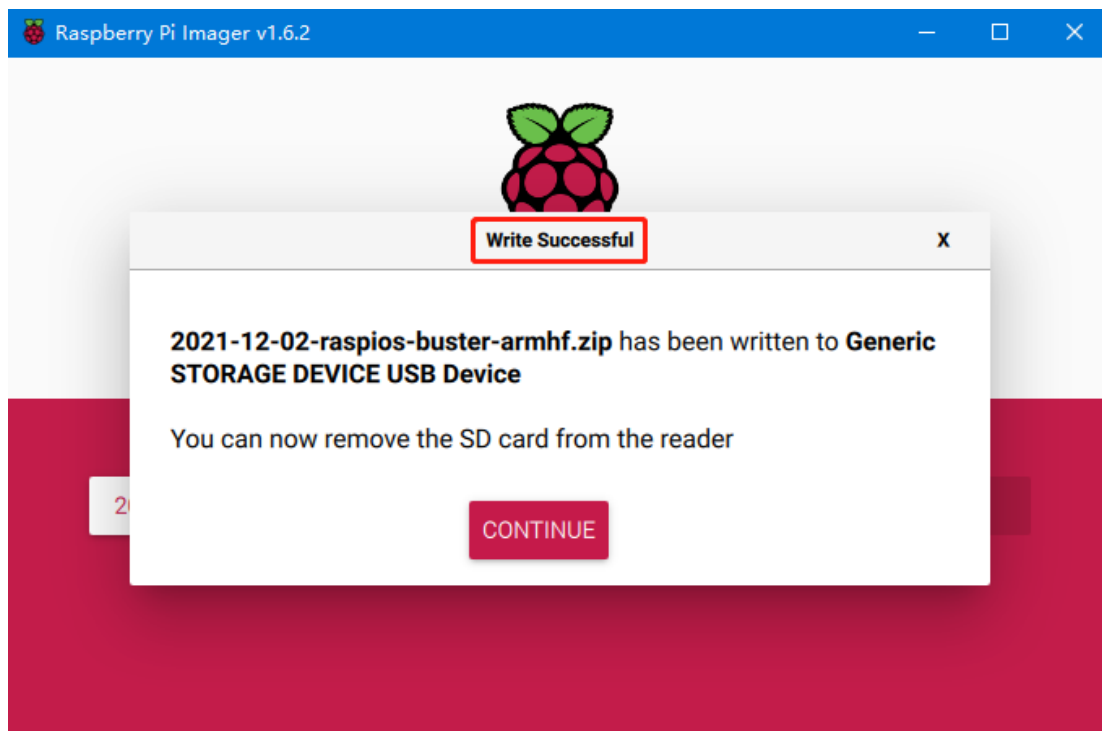 Raspberry Pi Imager v1.6.2
Write Successful
X
2021-12-02-raspios-buster-armhf.zip has been written to Generic
STORAGE DEVICE USB Device
You can now remove the SD card from the reader
2
CONTINUE